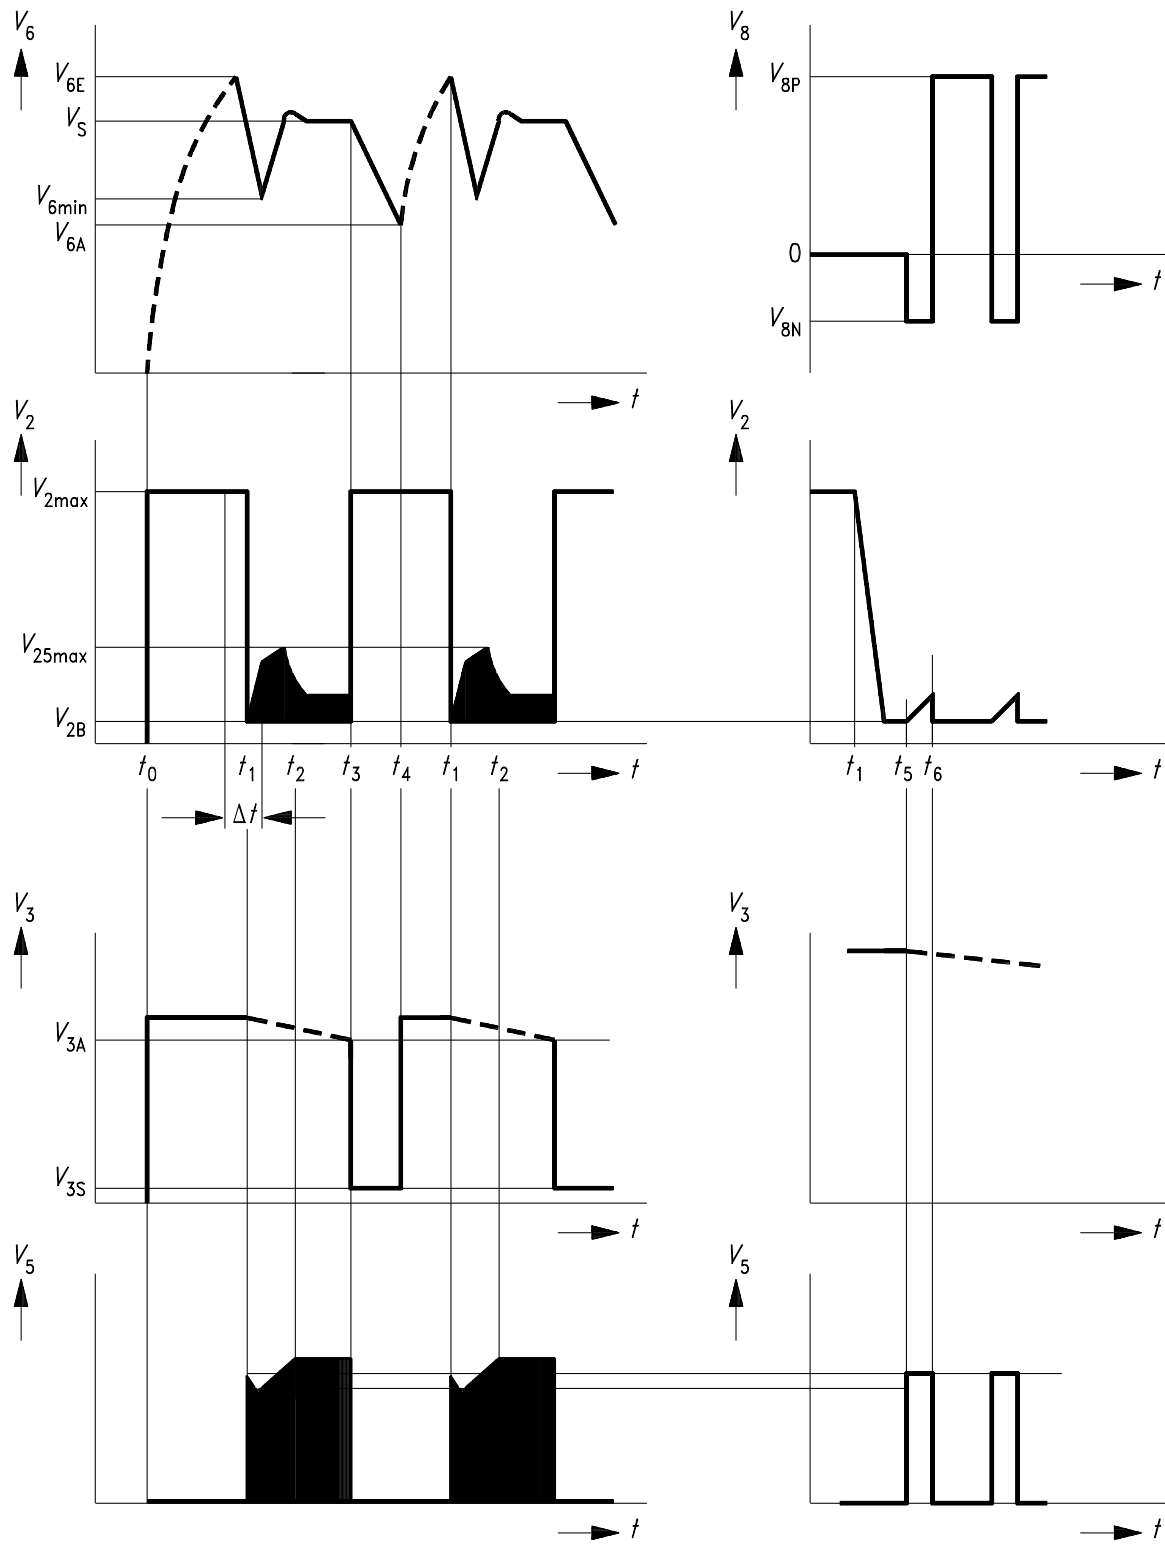 V6 V8
V6E V8P
VS
V6min
V6A
0
t
V8N
t
V2 V2
V2max
V25max
V2B
t0 t1 t2 t3 t4 t1 t2 t t1 t5 t6 t
Δt
V3 V3
V3A
V3S
t t
V5 V5
t t